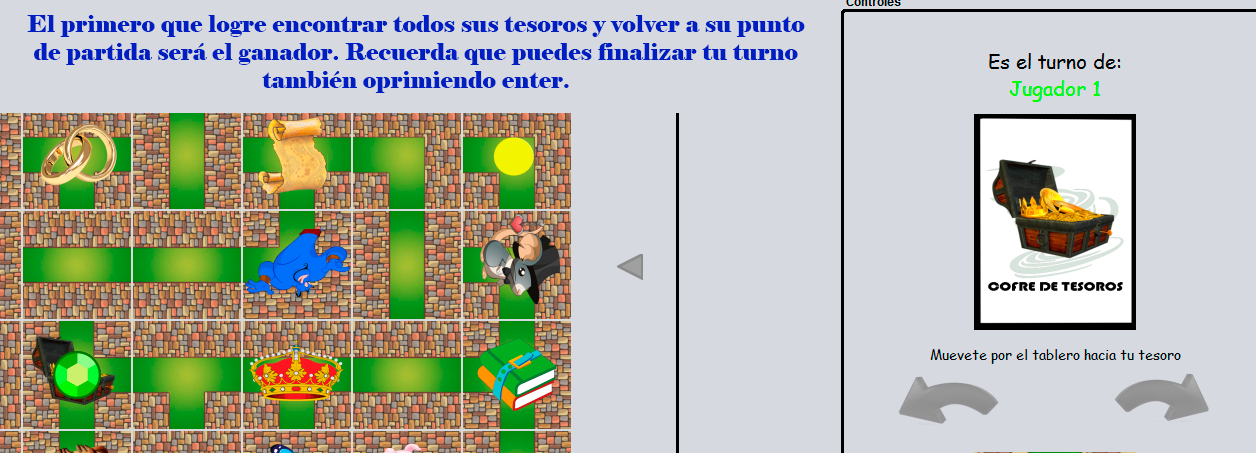 El primero que logre encontrar todos sus tesoros y volver a su punto
de partida será el ganador. Recuerda que puedes finalizar tu turno
también oprimiendo enter.
Controles
Es el turno de:
Jugador 1
COFRE DE TESOROS
Muevete por el tablero hacia tu tesoro